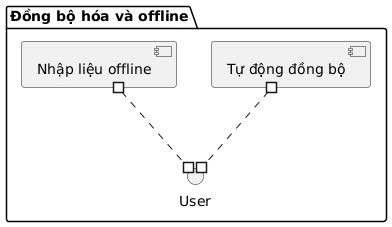 Đồng bộ hóa và offline
Nhập liệu offline
Tự động đồng bộ
User